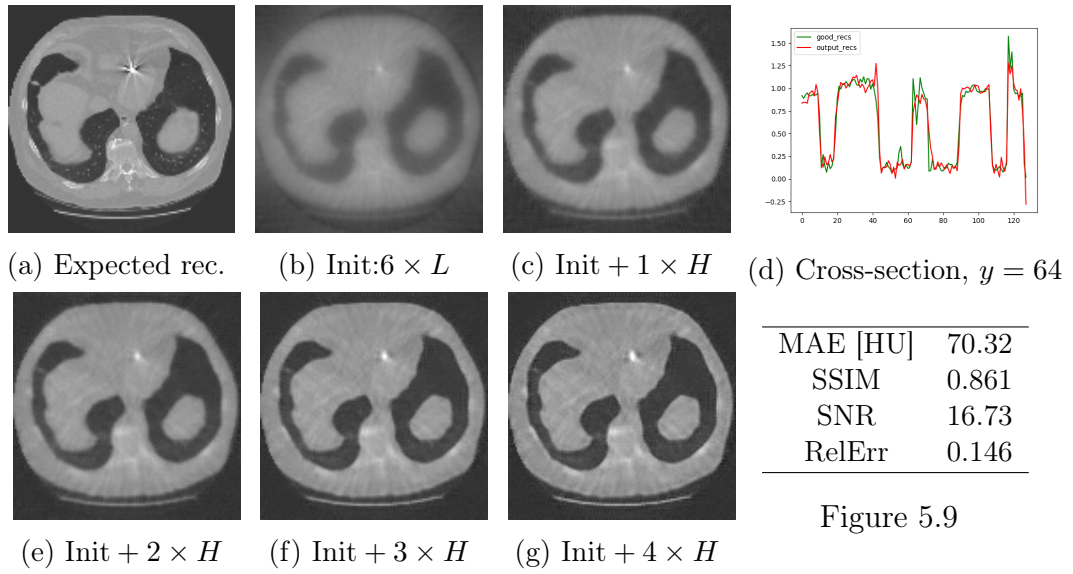 (a) Expected rec.
(b) Init:6 × L
(c) Init + 1 × H
good_recs
output_recs
1.50
1.25
1.00
0.75
0.50
0.25
0.00
−0.25
0 20 40 60 80 100 120
(d) Cross-section, y = 64
(e) Init + 2 × H
(f) Init + 3 × H
(g) Init + 4 × H
MAE [HU] 70.32
SSIM 0.861
SNR 16.73
RelErr 0.146
Figure 5.9